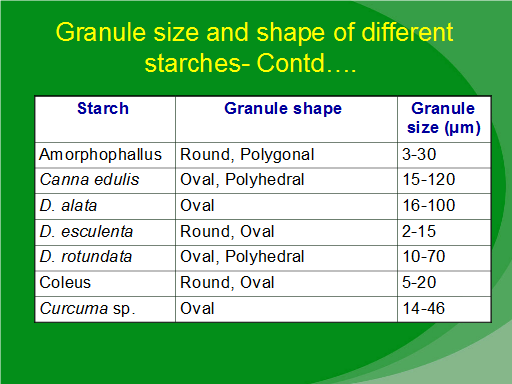 Granule size and shape of different
starches- Contd….
Starch Granule shape Granule
size (µm)
Amorphophallus Round, Polygonal 3-30
Canna edulis Oval, Polyhedral 15-120
D. alata Oval 16-100
D. esculenta Round, Oval 2-15
D. rotundata Oval, Polyhedral 10-70
Coleus Round, Oval 5-20
Curcuma sp. Oval 14-46